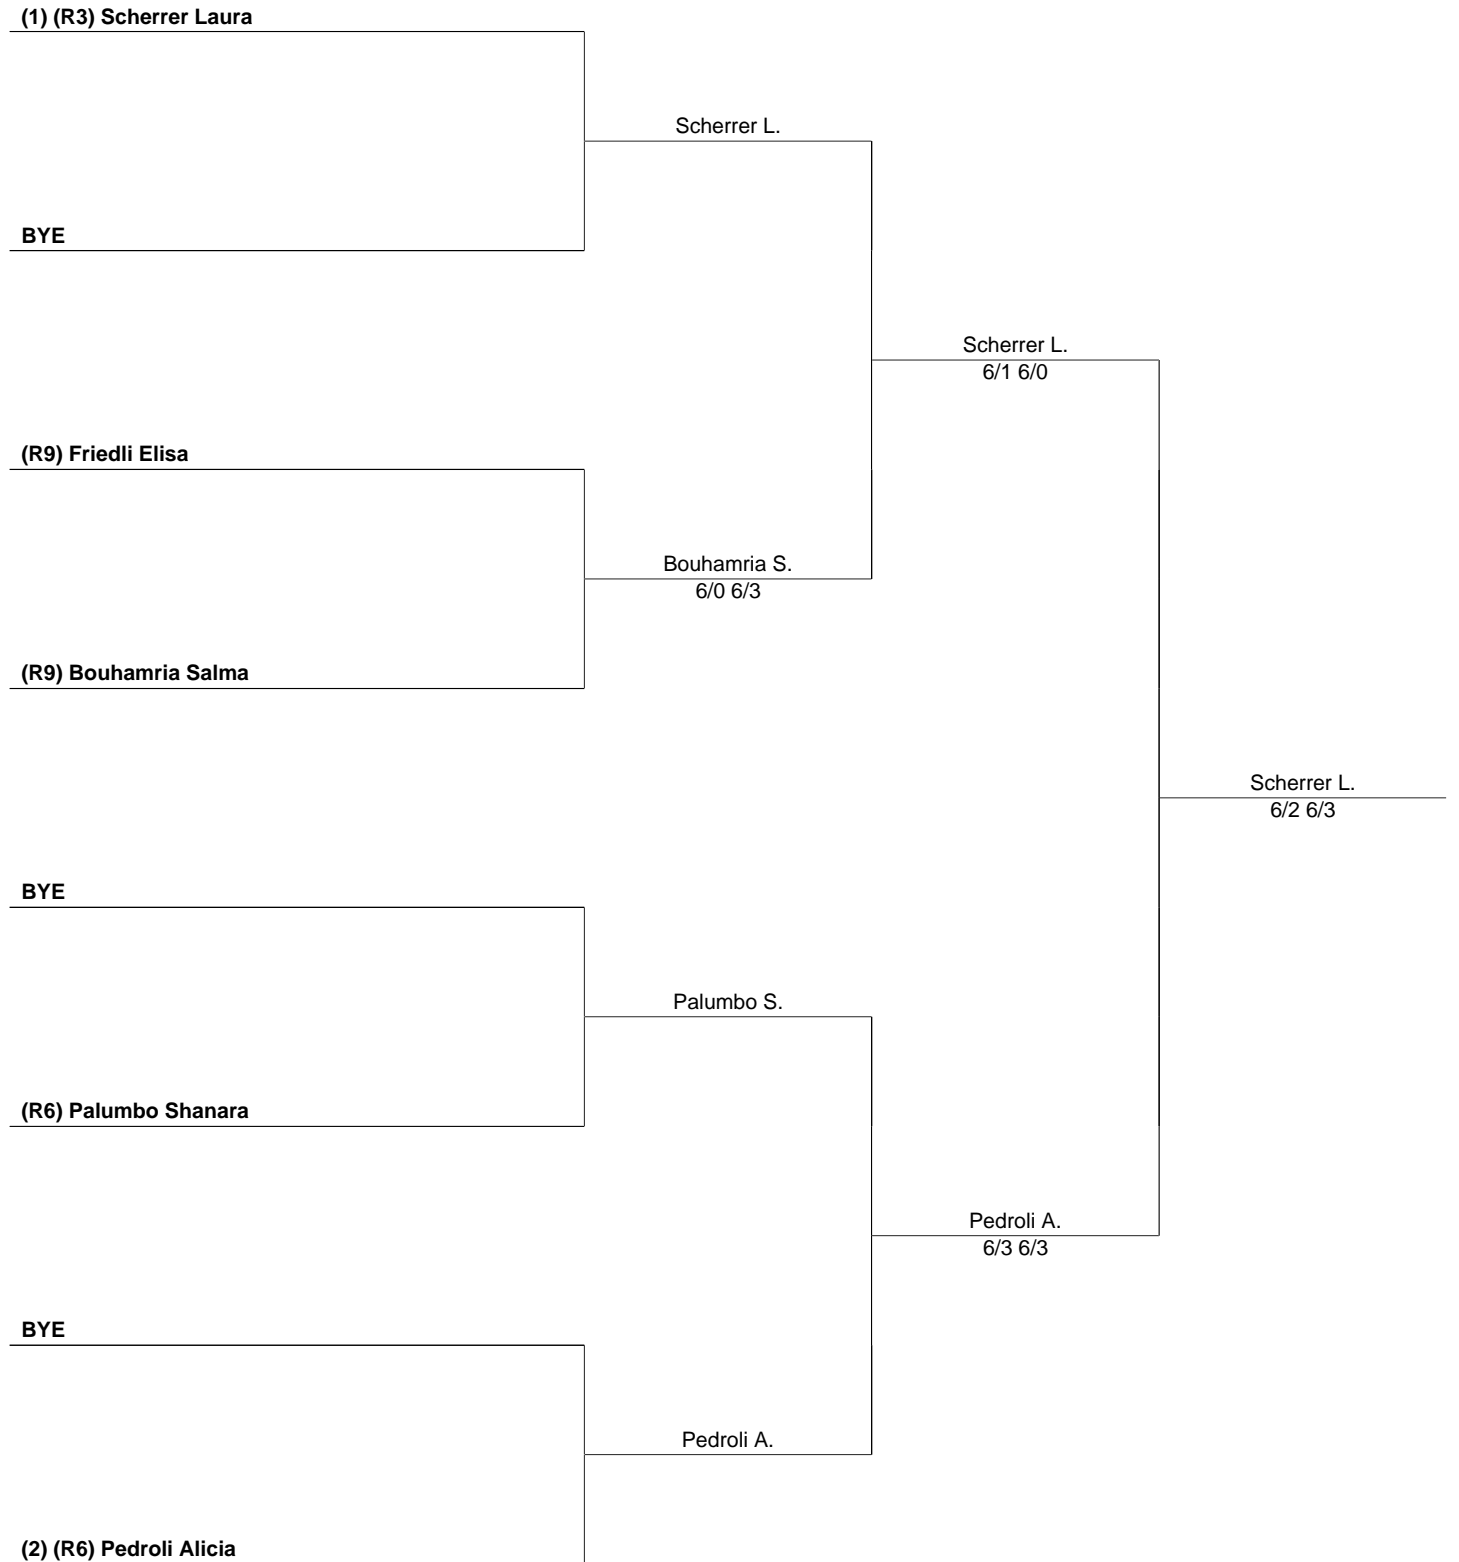 (1) (R3) Scherrer Laura
Scherrer L.
BYE
Scherrer L.
6/1 6/0
(R9) Friedli Elisa
Bouhamria S.
6/0 6/3
(R9) Bouhamria Salma
Scherrer L.
6/2 6/3
BYE
Palumbo S.
(R6) Palumbo Shanara
Pedroli A.
6/3 6/3
BYE
Pedroli A.
(2) (R6) Pedroli Alicia